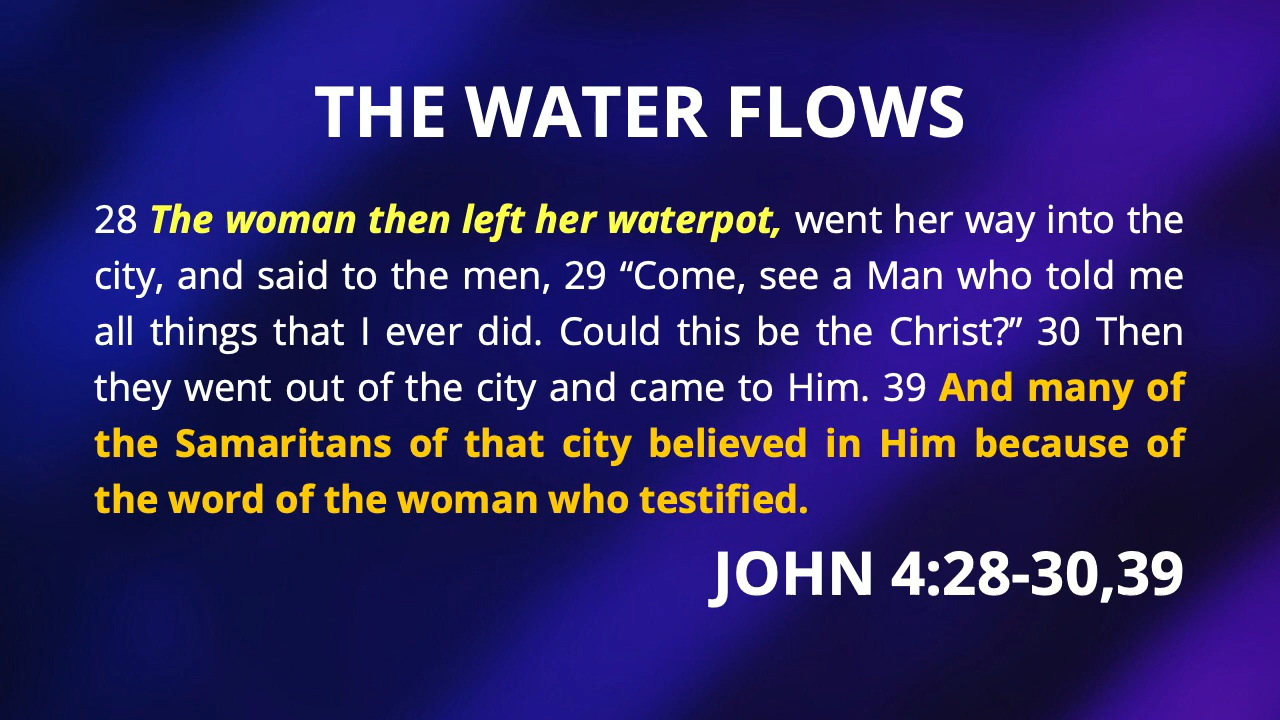 THE WATER FLOWS
28 The woman then left her waterpot, went her way into the
city, and said to the men, 29 “Come, see a Man who told me
all things that I ever did. Could this be the Christ?” 30 Then
they went out of the city and came to Him. 39 And many of
the Samaritans of that city believed in Him because of
the word of the woman who testified.
JOHN 4:28-30,39